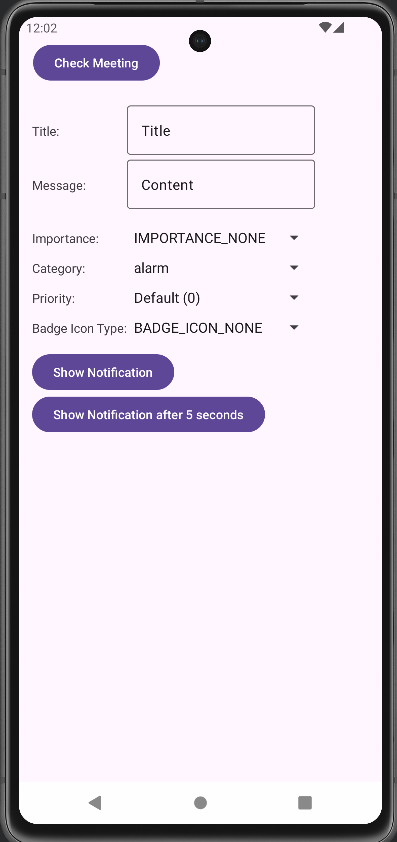 12:02
Check Meeting
Title: Title
Message: Content
Importance: IMPORTANCE_NONE
Category: alarm
Priority: Default (0)
Badge Icon Type: BADGE_ICON_NONE
Show Notification
Show Notification after 5 seconds